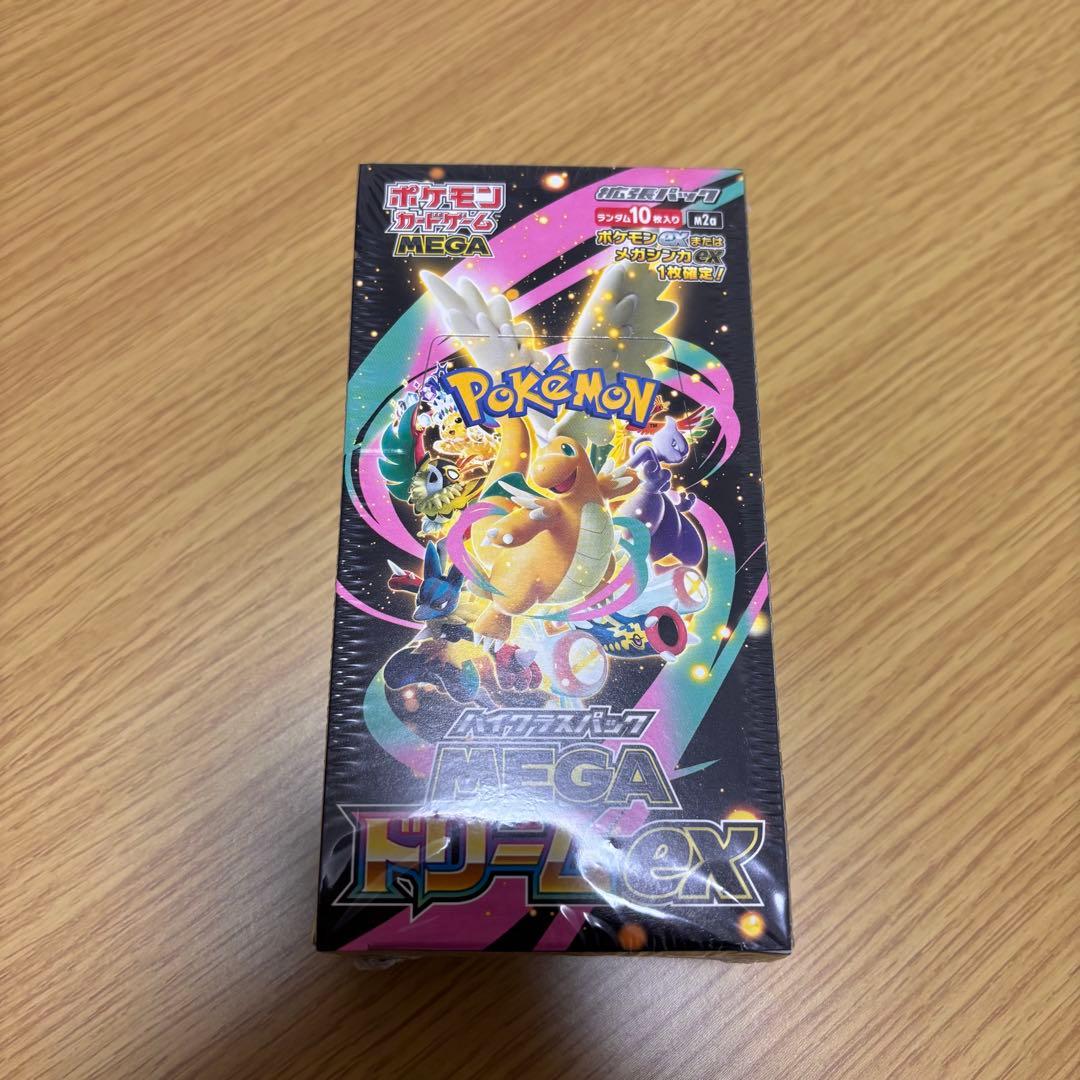 ポケモン
カードゲーム
MEGA
拡張パック
ランダム10枚入り
M2a
ポケモンexまたは
メガシンカex
1枚確定!
POKéMON
TM
ハイクラスパック
MEGA
ドリームex